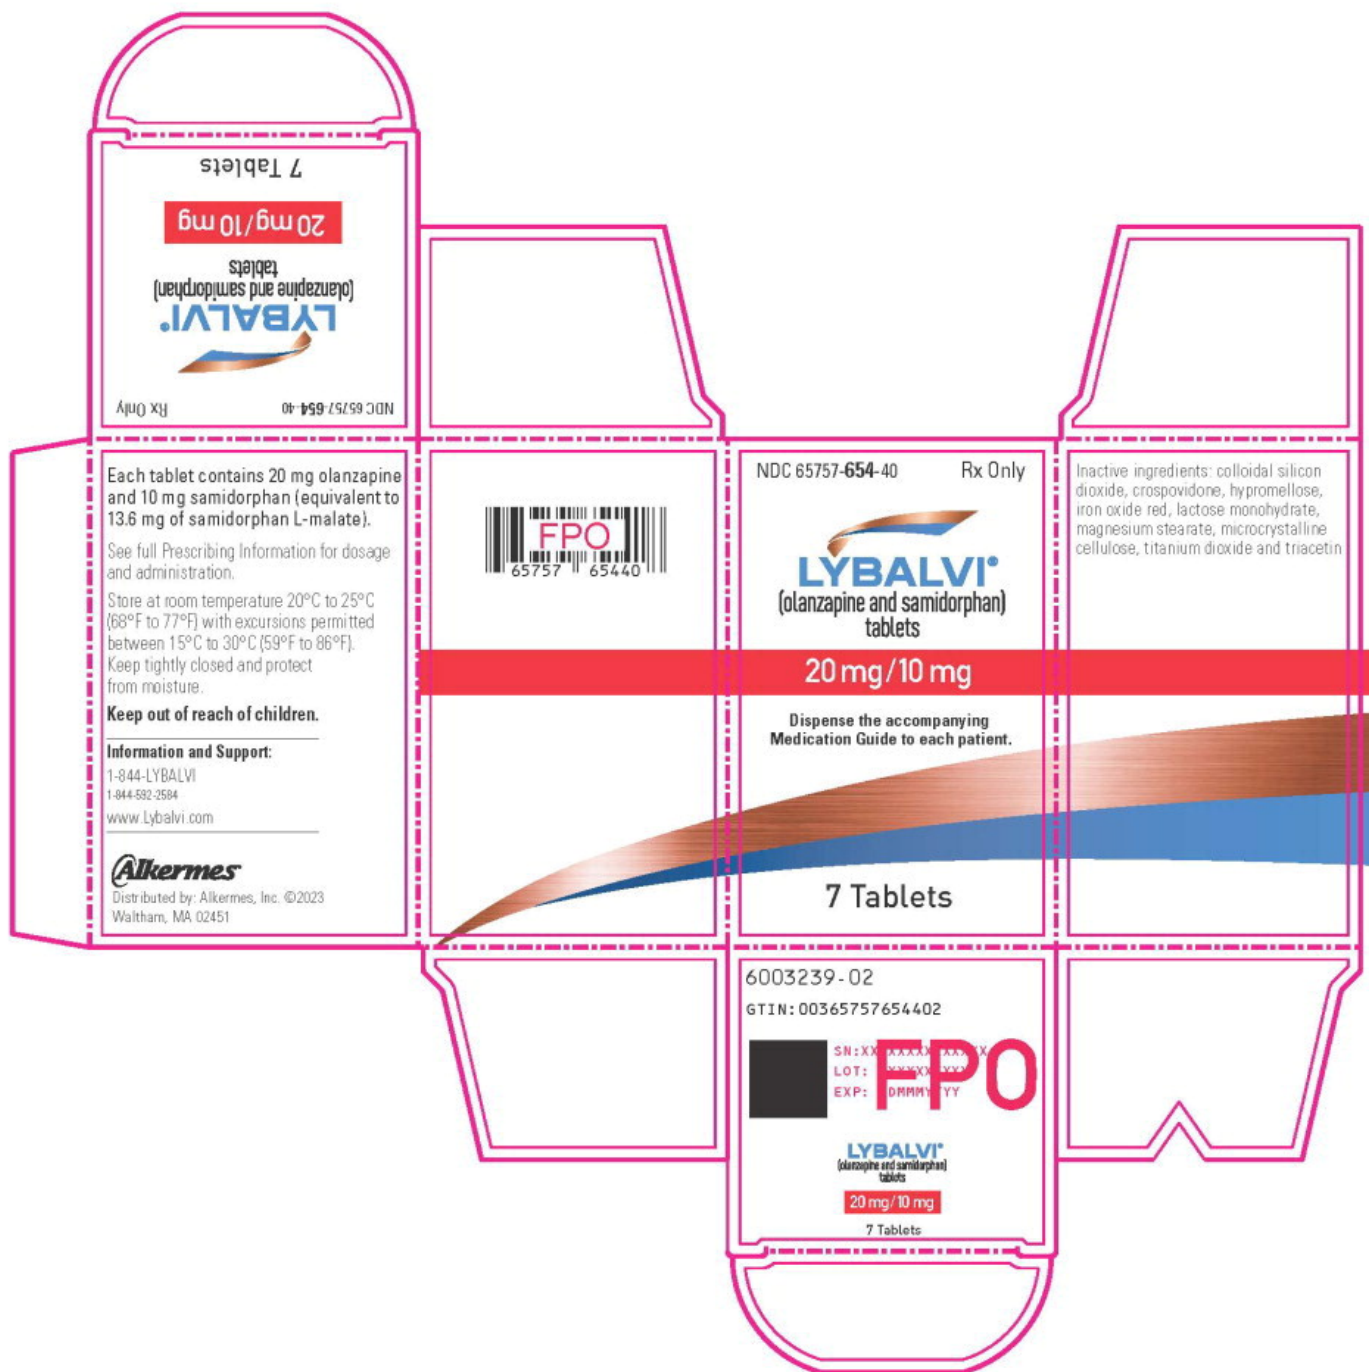 7 Tablets
20 mg/10 mg
tablets
(olanzapine and samidorphan)
LYBALVI®
Rx Only
NDC 65757-654-40
Each tablet contains 20 mg olanzapine
and 10 mg samidorphan (equivalent to
13.6 mg of samidorphan L-malate).
See full Prescribing Information for dosage
and administration.
Store at room temperature 20°C to 25°C
(68°F to 77°F) with excursions permitted
between 15°C to 30°C (59°F to 86°F).
Keep tightly closed and protect
from moisture.
Keep out of reach of children.
Information and Support:
1-844-LYBALVI
1-844-592-2584
www.Lybalvi.com
Alkermes
Distributed by: Alkermes, Inc. ©2023
Waltham, MA 02451
FPO
65757 65440
NDC 65757-654-40 Rx Only
LYBALVI®
(olanzapine and samidorphan)
tablets
20 mg/10 mg
Dispense the accompanying
Medication Guide to each patient.
7 Tablets
Inactive ingredients: colloidal silicon
dioxide, crospovidone, hypromellose,
iron oxide red, lactose monohydrate,
magnesium stearate, microcrystalline
cellulose, titanium dioxide and triacetin
6003239-02
GTIN:00365757654402
SN:
LOT:
EXP:
FPO
LYBALVI®
(olanzapine and samidorphan)
tablets
20 mg/10 mg
7 Tablets